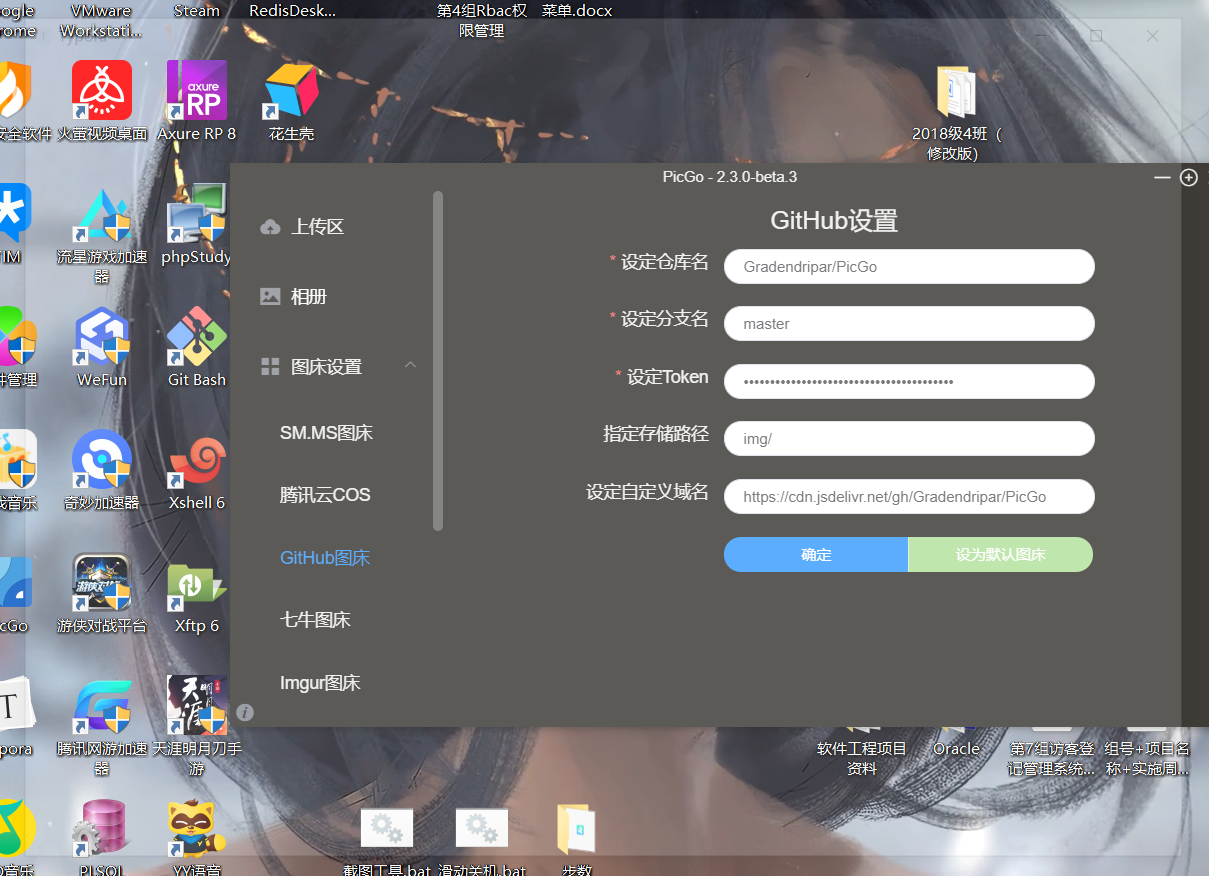 ogle
rome
VMware
Workstati...
Steam
RedisDesk...
第4组Rbac权
限管理
菜单.docx
安全软件
火萤视频桌面
axure
RP
Axure RP 8
花生壳
2018级4班（
修改版）
PicGo - 2.3.0-beta.3
上传区
相册
图床设置
SM.MS图床
腾讯云COS
GitHub图床
七牛图床
Imgur图床
GitHub设置
* 设定仓库名
Gradendripar/PicGo
* 设定分支名
master
* 设定Token
指定存储路径
img/
设定自定义域名
https://cdn.jsdelivr.net/gh/Gradendripar/PicGo
确定
设为默认图床
IM
流星游戏加速
器
phpStudy
件管理
WeFun
Git Bash
音乐
奇妙加速器
Xshell 6
cGo
游侠对战平台
Xftp 6
T
pora
腾讯网游加速
器
天涯明月刀手
游
软件工程项目
资料
Oracle
第7组访客登
记管理系统...
组号+项目名
称+实施周...
音乐
PLSQL
YY语音
截图工具.bat
滑动关机.bat
步数